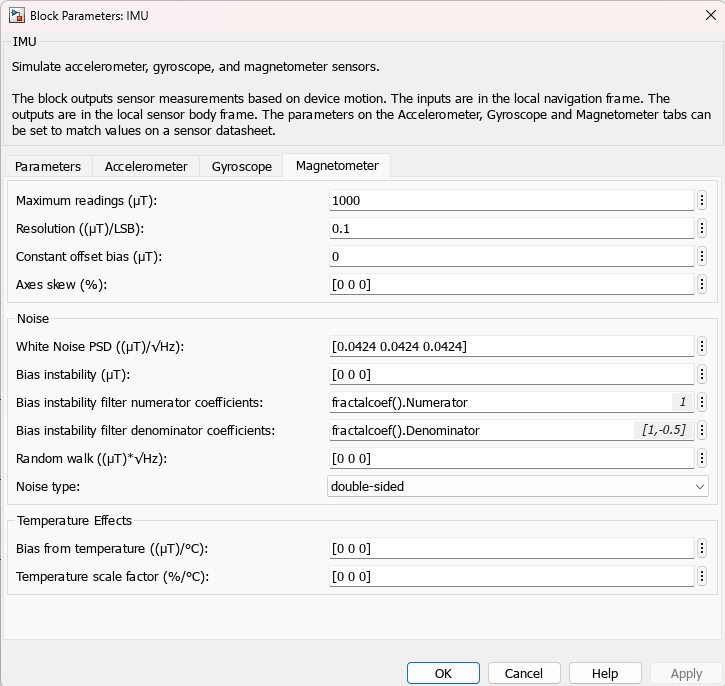 Block Parameters: IMU
IMU
Simulate accelerometer, gyroscope, and magnetometer sensors.
The block outputs sensor measurements based on device motion. The inputs are in the local navigation frame. The
outputs are in the local sensor body frame. The parameters on the Accelerometer, Gyroscope and Magnetometer tabs can
be set to match values on a sensor datasheet.
Parameters Accelerometer Gyroscope Magnetometer
Maximum readings (µT): 1000
Resolution ((µT)/LSB): 0.1
Constant offset bias (µT): 0
Axes skew (%): [0 0 0]
Noise
White Noise PSD ((µT)/√Hz): [0.0424 0.0424 0.0424]
Bias instability (µT): [0 0 0]
Bias instability filter numerator coefficients: fractalcoef().Numerator 1
Bias instability filter denominator coefficients: fractalcoef().Denominator [1,-0.5]
Random walk ((µT)*√Hz): [0 0 0]
Noise type: double-sided
Temperature Effects
Bias from temperature ((µT)/ºC): [0 0 0]
Temperature scale factor (%/ºC): [0 0 0]
OK Cancel Help Apply